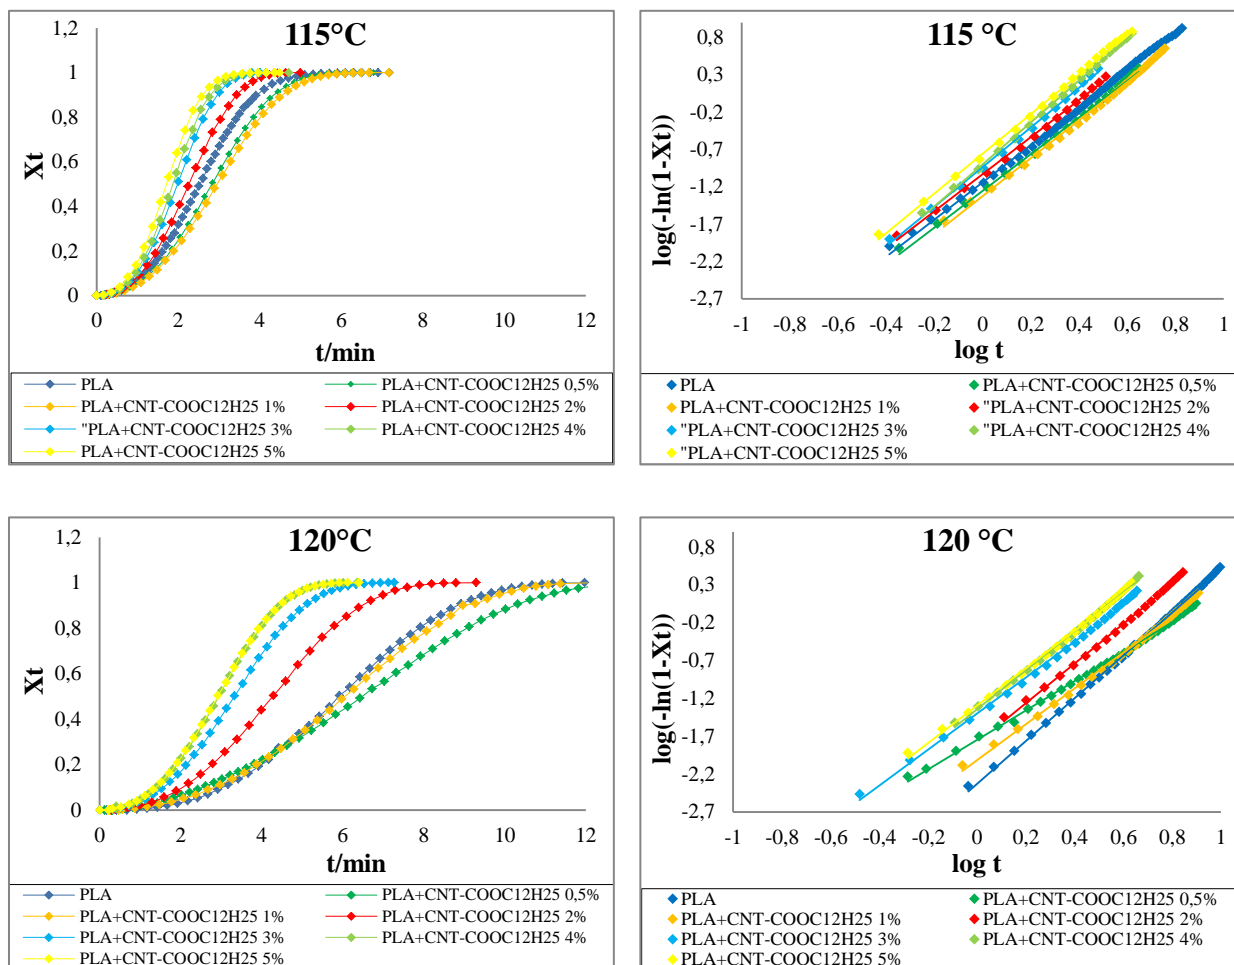 115°C
1,2
1
0,8
0,6
0,4
0,2
0
Xt
0 2 4 6 8 10 12
t/min
PLA PLA+CNT-COOC12H25 0,5%
PLA+CNT-COOC12H25 1% PLA+CNT-COOC12H25 2%
"PLA+CNT-COOC12H25 3% PLA+CNT-COOC12H25 4%
PLA+CNT-COOC12H25 5%
115 °C
0,8
0,3
-0,2
-0,7
-1,2
-1,7
-2,2
-2,7
log(-ln(1-Xt))
-1 -0,8 -0,6 -0,4 -0,2 0 0,2 0,4 0,6 0,8 1
log t
PLA PLA+CNT-COOC12H25 0,5%
PLA+CNT-COOC12H25 1% "PLA+CNT-COOC12H25 2%
"PLA+CNT-COOC12H25 3% "PLA+CNT-COOC12H25 4%
"PLA+CNT-COOC12H25 5%
120°C
1,2
1
0,8
0,6
0,4
0,2
0
Xt
0 2 4 6 8 10 12
t/min
PLA PLA+CNT-COOC12H25 0,5%
PLA+CNT-COOC12H25 1% PLA+CNT-COOC12H25 2%
PLA+CNT-COOC12H25 3% PLA+CNT-COOC12H25 4%
PLA+CNT-COOC12H25 5%
120 °C
0,8
0,3
-0,2
-0,7
-1,2
-1,7
-2,2
-2,7
log(-ln(1-Xt))
-1 -0,8 -0,6 -0,4 -0,2 0 0,2 0,4 0,6 0,8 1
log t
PLA PLA+CNT-COOC12H25 0,5%
PLA+CNT-COOC12H25 1% PLA+CNT-COOC12H25 2%
PLA+CNT-COOC12H25 3% PLA+CNT-COOC12H25 4%
PLA+CNT-COOC12H25 5%